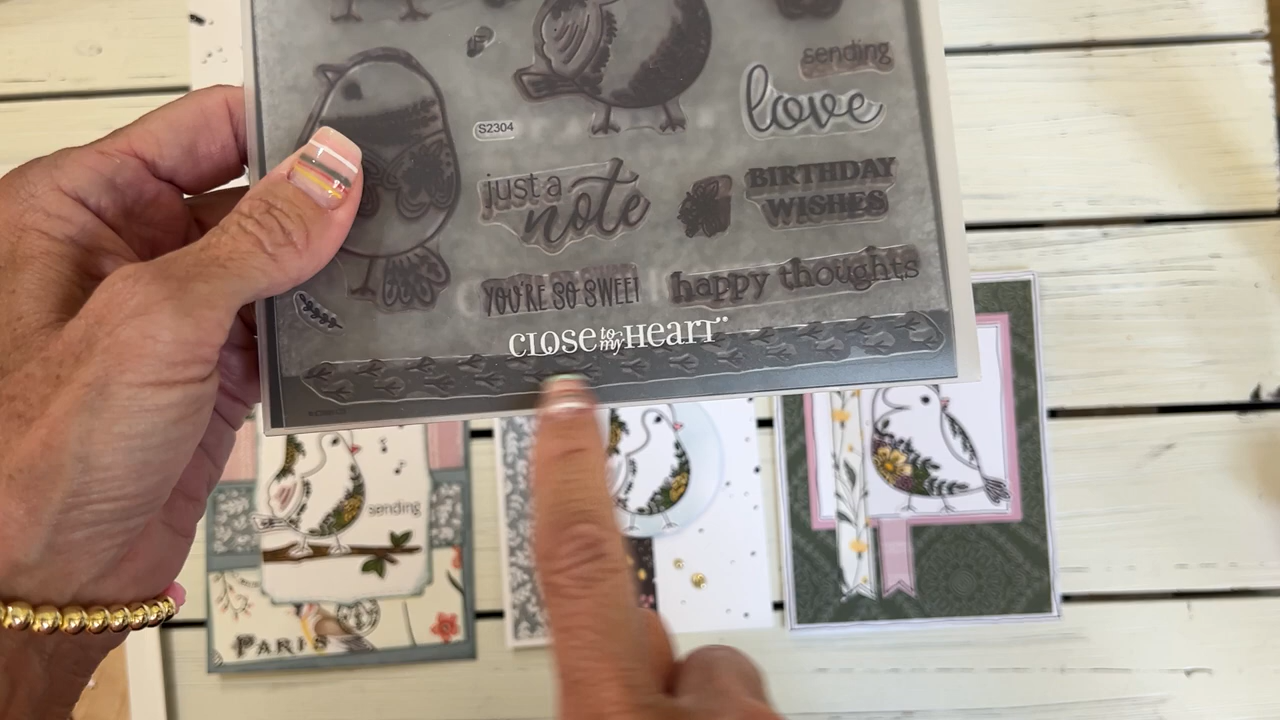 sending
love
S2304
just a
note
BIRTHDAY
WISHES
YOU'RE SO SWEET
happy thoughts
CLOSE to my HEART
sending
PARIS